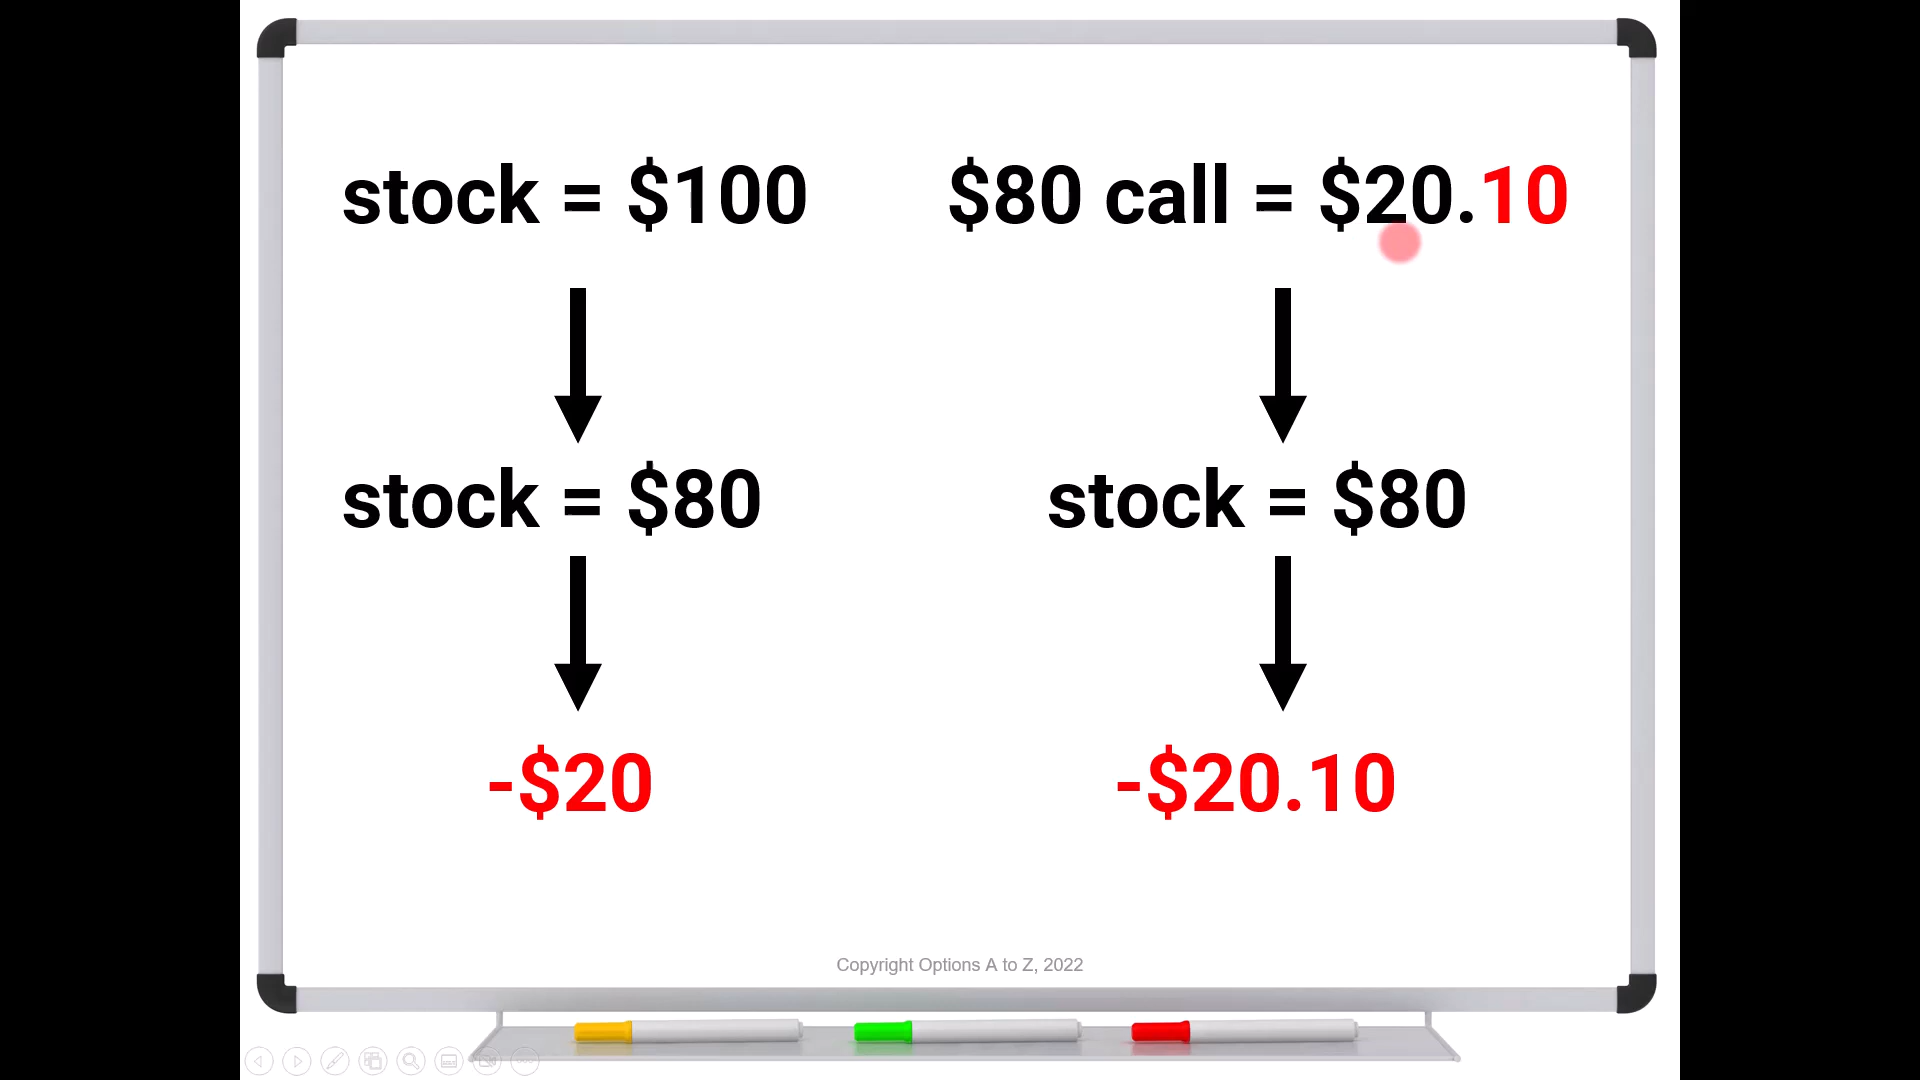 stock = $100
$80 call = $20.10
stock = $80
stock = $80
-$20
-$20.10
Copyright Options A to Z, 2022